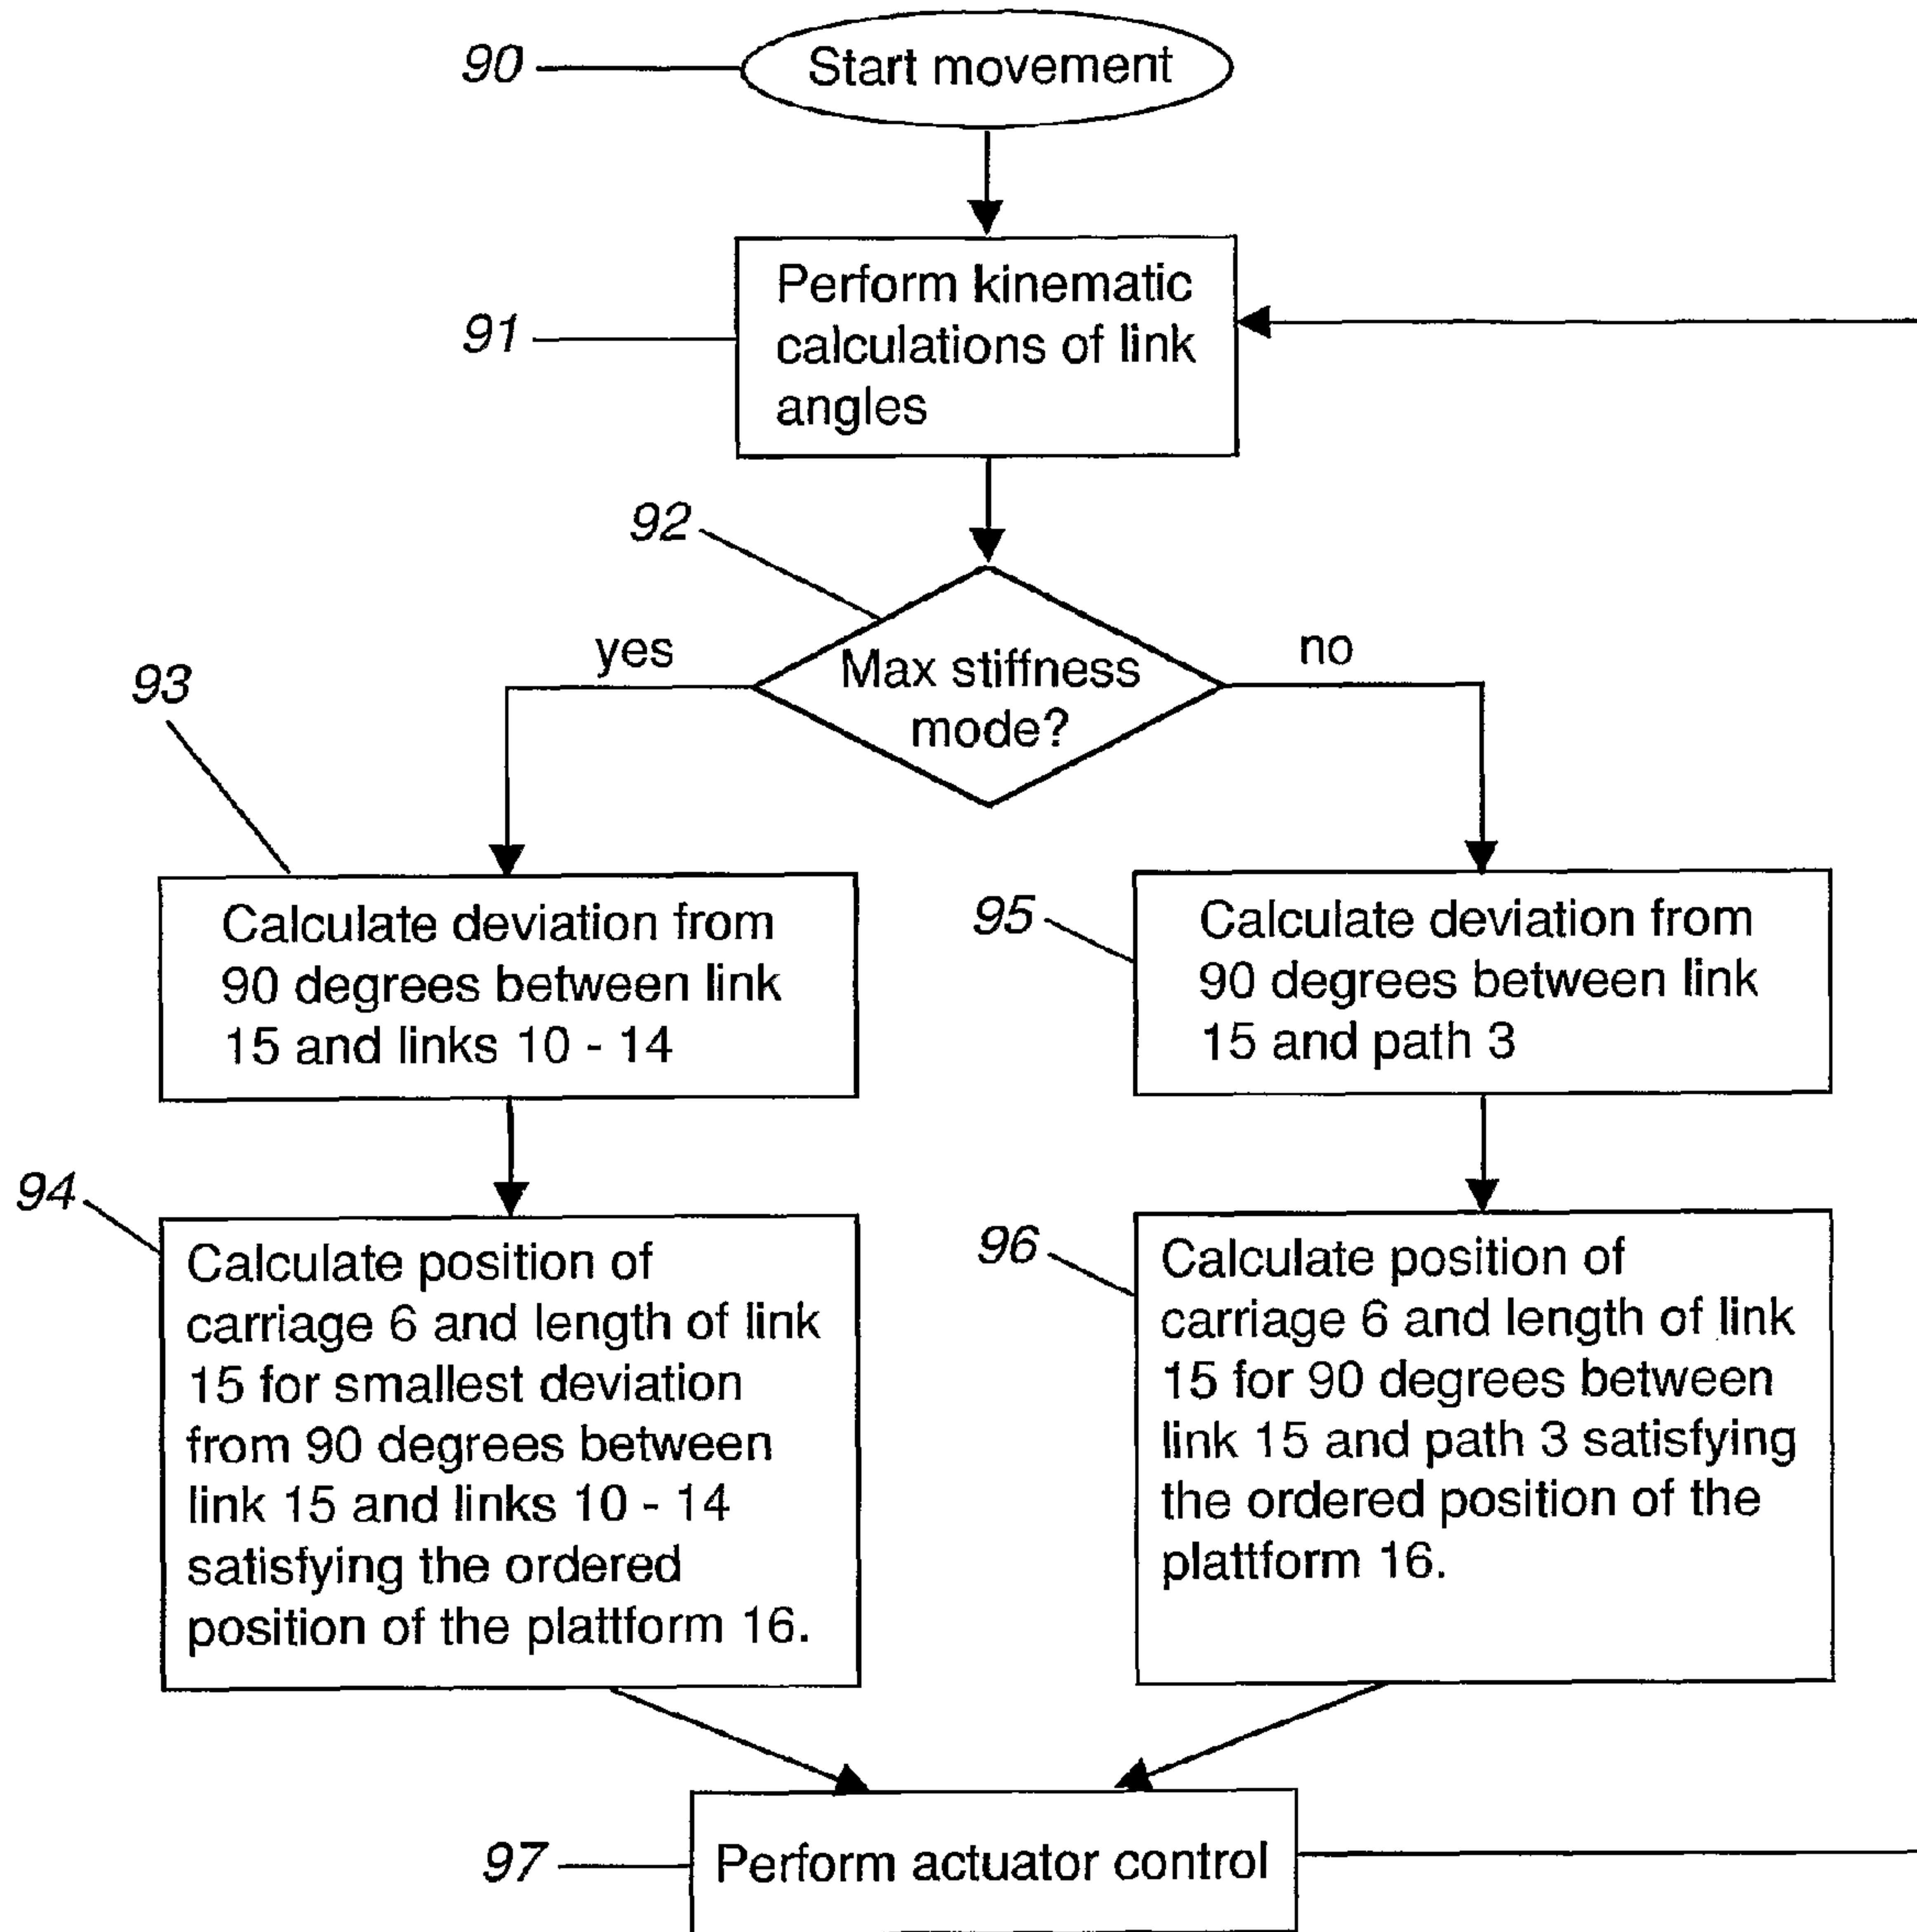 90
Start movement
91
Perform kinematic
calculations of link
angles
92
Max stiffness
mode?
yes
no
93
Calculate deviation from
90 degrees between link
15 and links 10 - 14
95
Calculate deviation from
90 degrees between link
15 and path 3
94
Calculate position of
carriage 6 and length of link
15 for smallest deviation
from 90 degrees between
link 15 and links 10 - 14
satisfying the ordered
position of the plattform 16.
96
Calculate position of
carriage 6 and length of link
15 for 90 degrees between
link 15 and path 3 satisfying
the ordered position of the
plattform 16.
97
Perform actuator control